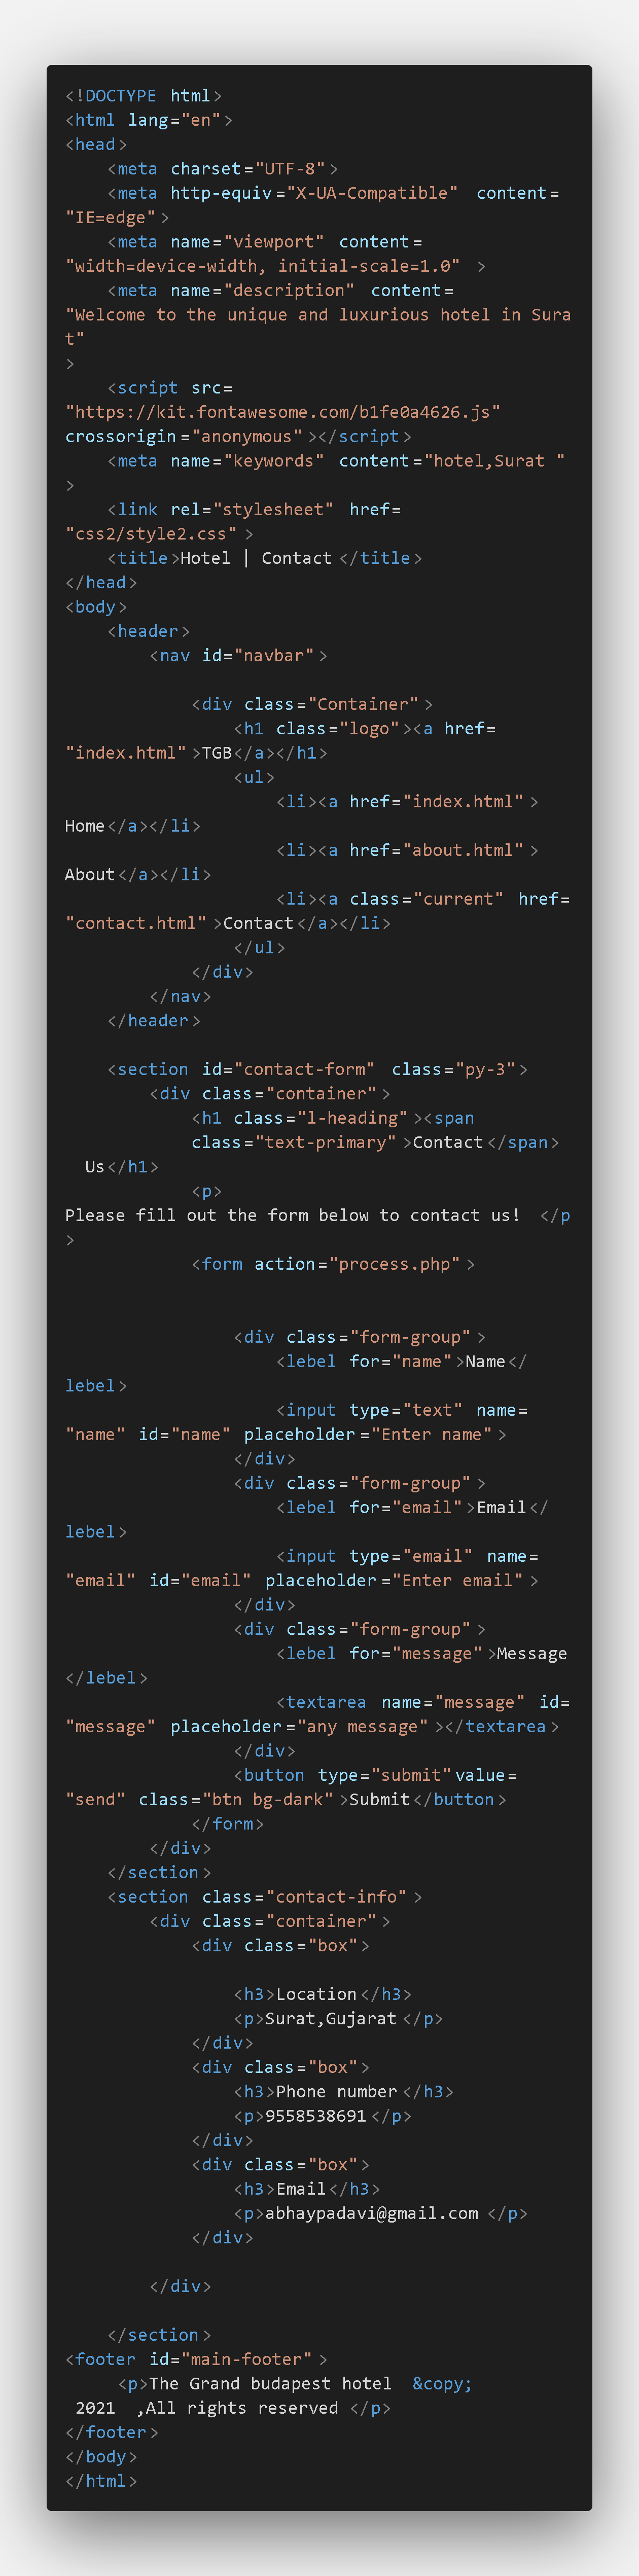 <!DOCTYPE html>
<html lang="en">
<head>
    <meta charset="UTF-8">
    <meta http-equiv="X-UA-Compatible" content=
"IE=edge">
    <meta name="viewport" content=
"width=device-width, initial-scale=1.0" >
    <meta name="description" content=
"Welcome to the unique and luxurious hotel in Sura
t"
>
    <script src=
"https://kit.fontawesome.com/b1fe0a4626.js"
crossorigin="anonymous"></script>
    <meta name="keywords" content="hotel,Surat "
>
    <link rel="stylesheet" href=
"css2/style2.css">
    <title>Hotel | Contact</title>
</head>
<body>
    <header>
        <nav id="navbar">

            <div class="Container">
                <h1 class="logo"><a href=
"index.html">TGB</a></h1>
                <ul>
                    <li><a href="index.html">
Home</a></li>
                    <li><a href="about.html">
About</a></li>
                    <li><a class="current" href=
"contact.html">Contact</a></li>
                </ul>
            </div>
        </nav>
    </header>

    <section id="contact-form" class="py-3">
        <div class="container">
            <h1 class="l-heading"><span
            class="text-primary">Contact</span>
  Us</h1>
            <p>
Please fill out the form below to contact us! </p
>
            <form action="process.php">


                <div class="form-group">
                    <lebel for="name">Name</
lebel>
                    <input type="text" name=
"name" id="name" placeholder="Enter name">
                </div>
                <div class="form-group">
                    <lebel for="email">Email</
lebel>
                    <input type="email" name=
"email" id="email" placeholder="Enter email">
                </div>
                <div class="form-group">
                    <lebel for="message">Message
</lebel>
                    <textarea name="message" id=
"message" placeholder="any message"></textarea>
                </div>
                <button type="submit"value=
"send" class="btn bg-dark">Submit</button>
            </form>
        </div>
    </section>
    <section class="contact-info">
        <div class="container">
            <div class="box">

                <h3>Location</h3>
                <p>Surat,Gujarat</p>
            </div>
            <div class="box">
                <h3>Phone number</h3>
                <p>9558538691</p>
            </div>
            <div class="box">
                <h3>Email</h3>
                <p>abhaypadavi@gmail.com</p>
            </div>

        </div>

    </section>
<footer id="main-footer">
     <p>The Grand budapest hotel  &copy;
 2021  ,All rights reserved</p>
</footer>
</body>
</html>